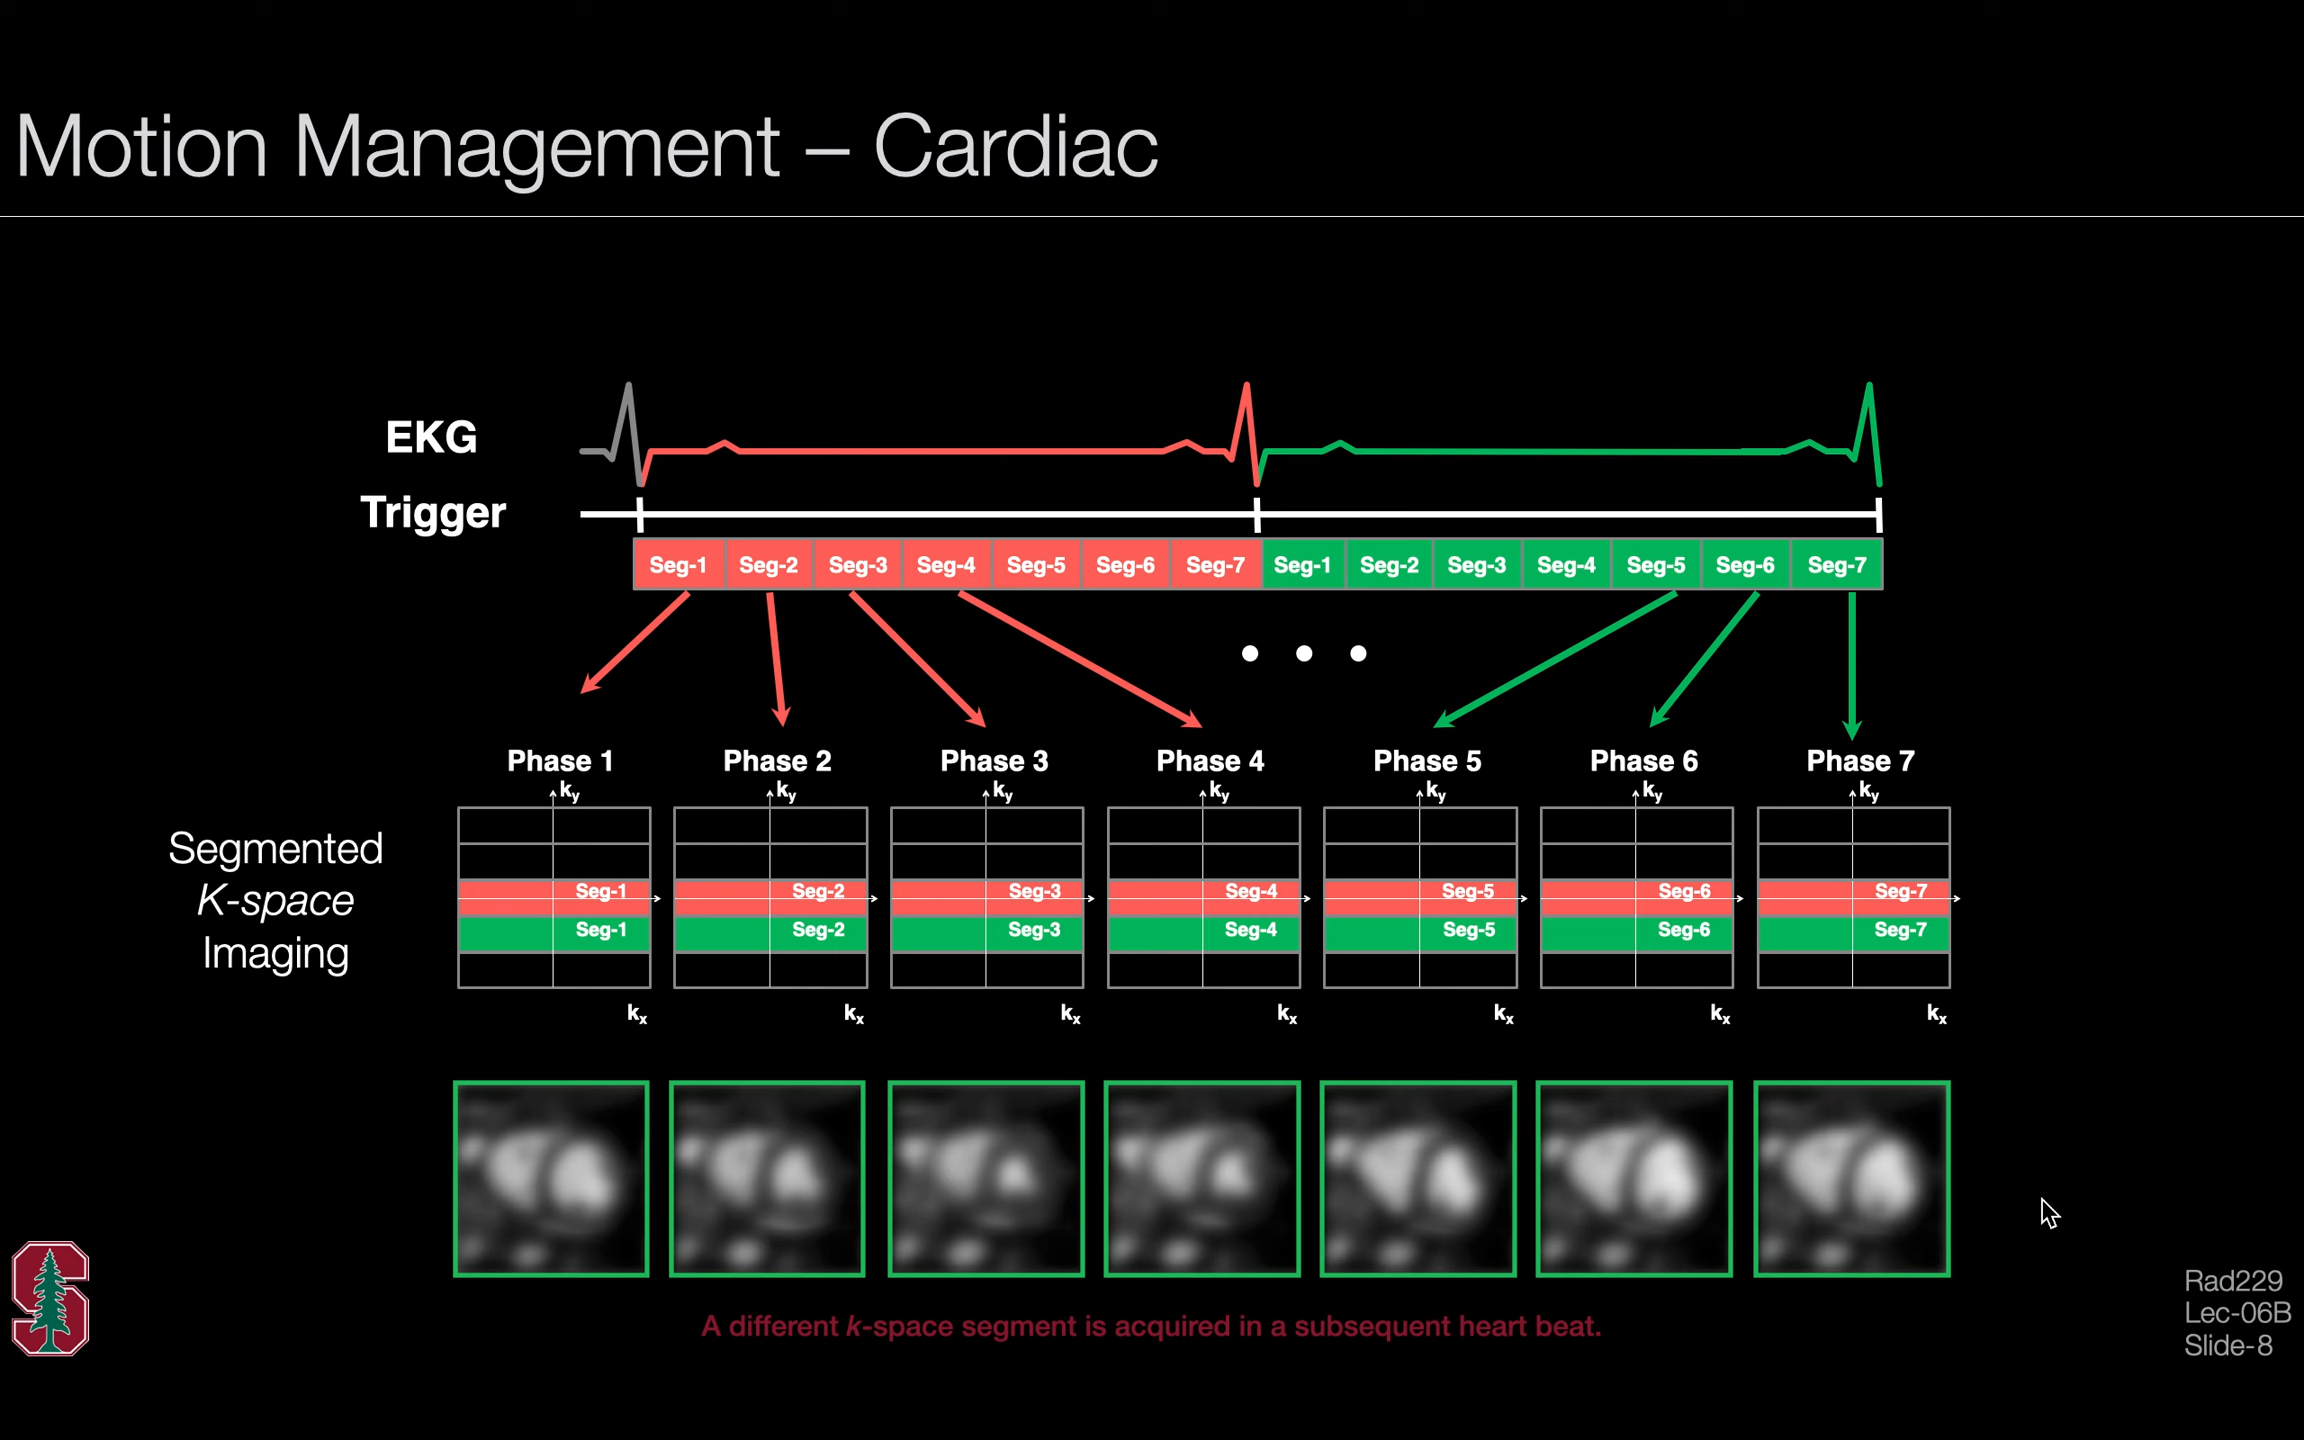 Motion Management – Cardiac
EKG
Trigger
Seg-1 Seg-2 Seg-3 Seg-4 Seg-5 Seg-6 Seg-7 Seg-1 Seg-2 Seg-3 Seg-4 Seg-5 Seg-6 Seg-7
Phase 1 Phase 2 Phase 3 Phase 4 Phase 5 Phase 6 Phase 7
ky ky ky ky ky ky ky
Segmented
K-space
Imaging
Seg-1 Seg-2 Seg-3 Seg-4 Seg-5 Seg-6 Seg-7
Seg-1 Seg-2 Seg-3 Seg-4 Seg-5 Seg-6 Seg-7
kx kx kx kx kx kx kx
A different k-space segment is acquired in a subsequent heart beat.
Rad229
Lec-06B
Slide-8